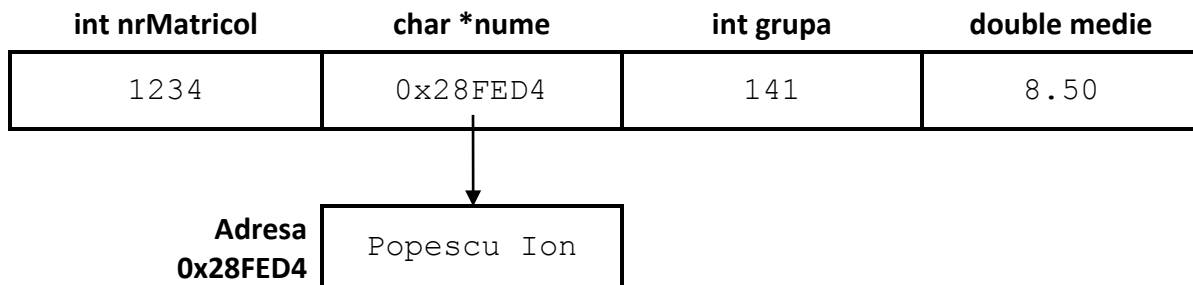 int nrMatricol char *nume int grupa double medie
1234 0x28FED4 141 8.50
Adresa
0x28FED4
Popescu Ion